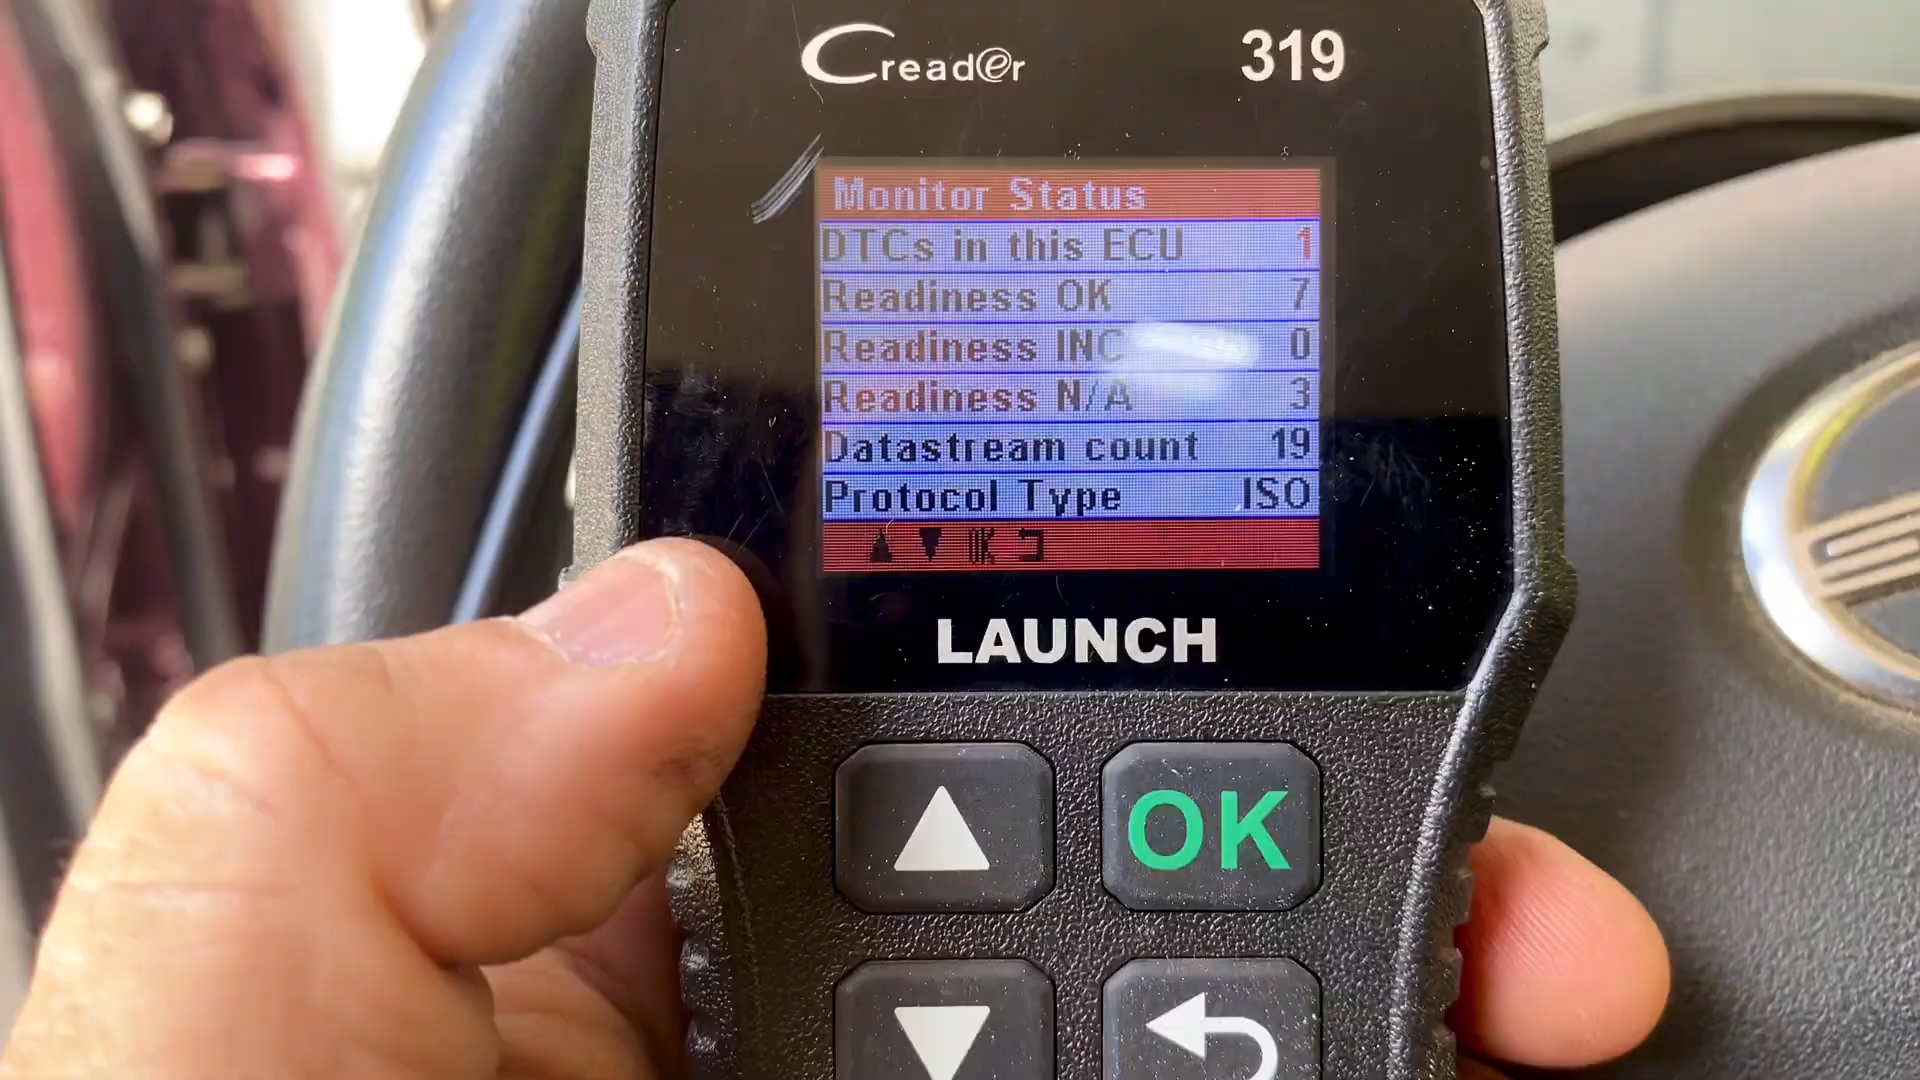 Creader 319
Monitor Status
DTCs in this ECU 1
Readiness OK 7
Readiness INC 0
Readiness N/A 3
Datastream count 19
Protocol Type ISO
OK
LAUNCH
OK